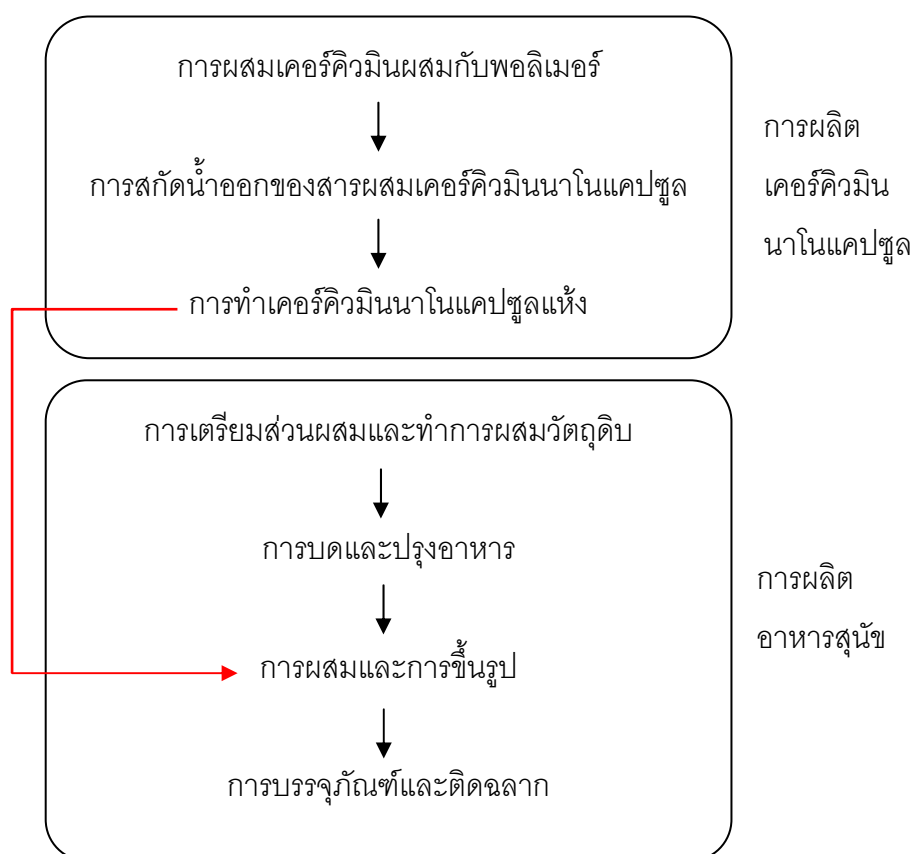 การผสมเคอร์คิวมินผสมกับพอลิเมอร์
การสกัดน้ำออกของสารผสมเคอร์คิวมินนาโนแคปซูล
การทำเคอร์คิวมินนาโนแคปซูลแห้ง
การผลิต
เคอร์คิวมิน
นาโนแคปซูล
การเตรียมส่วนผสมและทำการผสมวัตถุดิบ
การบดและปรุงอาหาร
การผสมและการขึ้นรูป
การบรรจุภัณฑ์และติดฉลาก
การผลิต
อาหารสุนัข